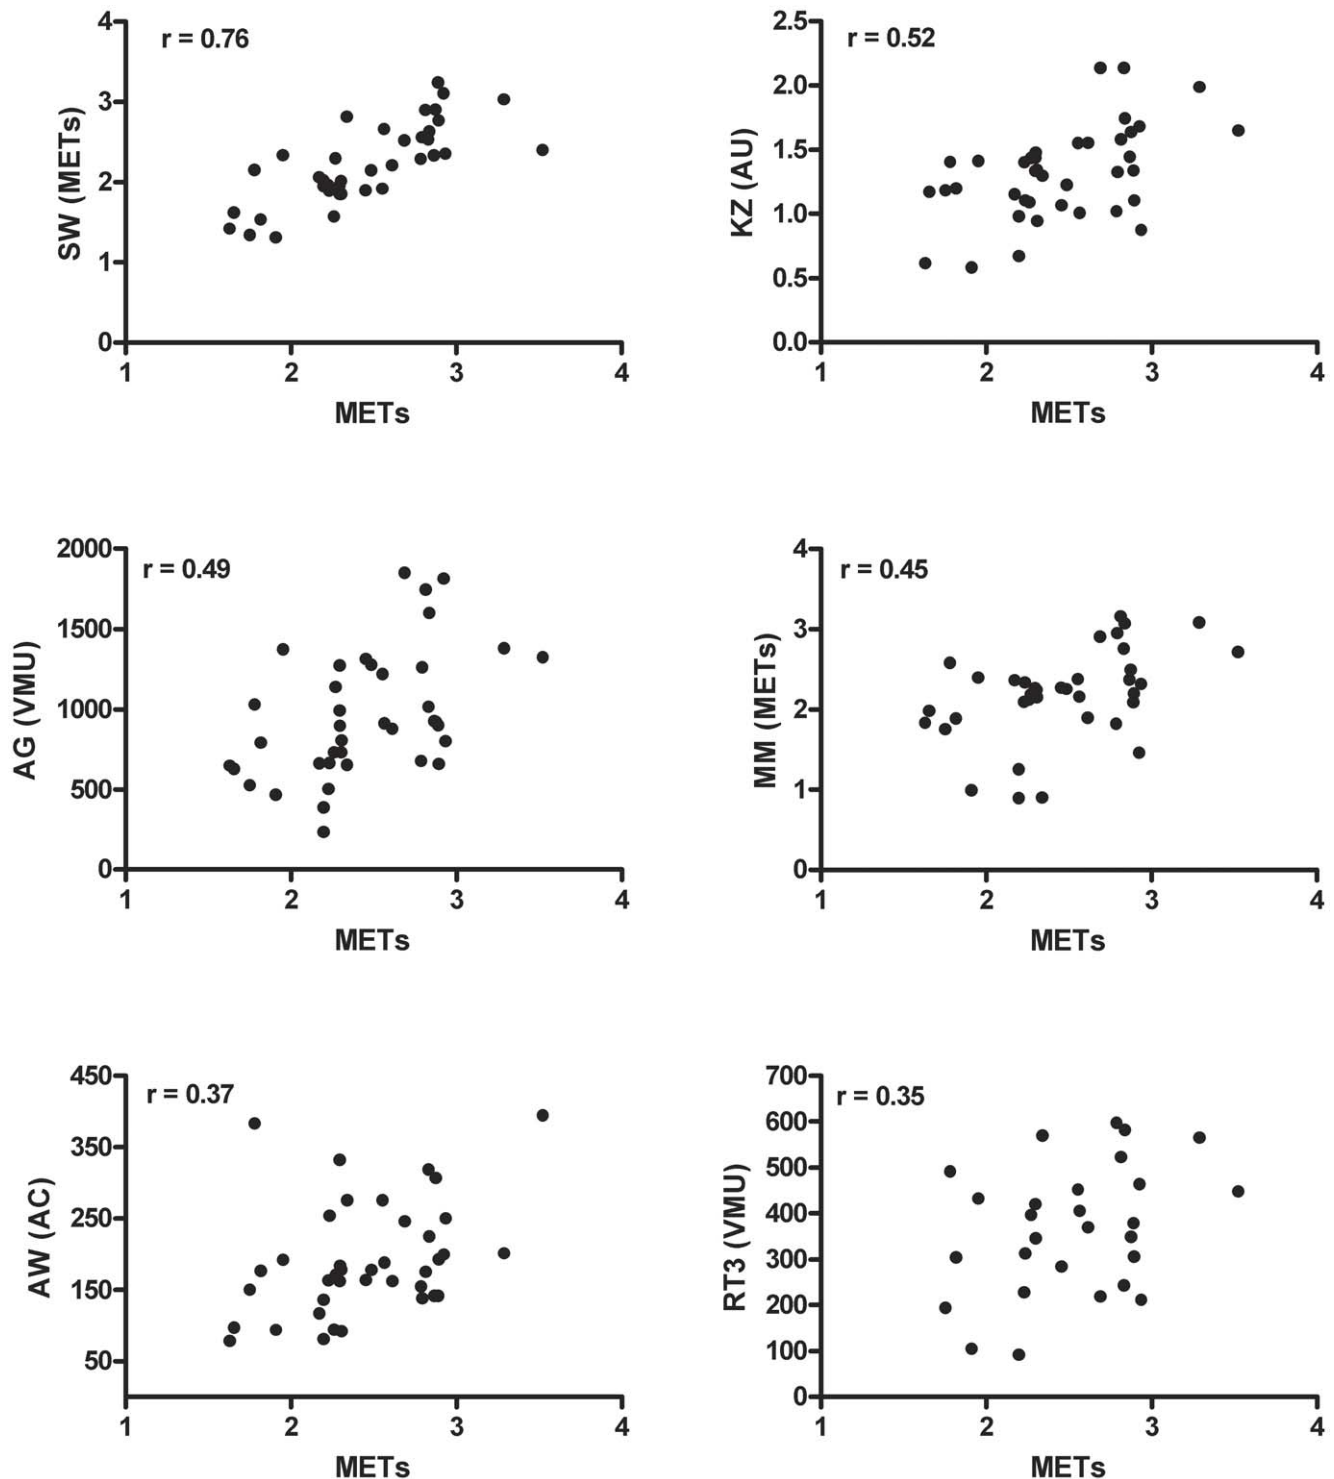 r = 0.76
SW (METs)
4
3
2
1
0
1 2 3 4
METs
r = 0.52
KZ (AU)
2.5
2.0
1.5
1.0
0.5
0.0
1 2 3 4
METs
r = 0.49
AG (VMU)
2000
1500
1000
500
0
1 2 3 4
METs
r = 0.45
MM (METs)
4
3
2
1
0
1 2 3 4
METs
r = 0.37
AW (AC)
450
350
250
150
50
1 2 3 4
METs
r = 0.35
RT3 (VMU)
700
600
500
400
300
200
100
0
1 2 3 4
METs